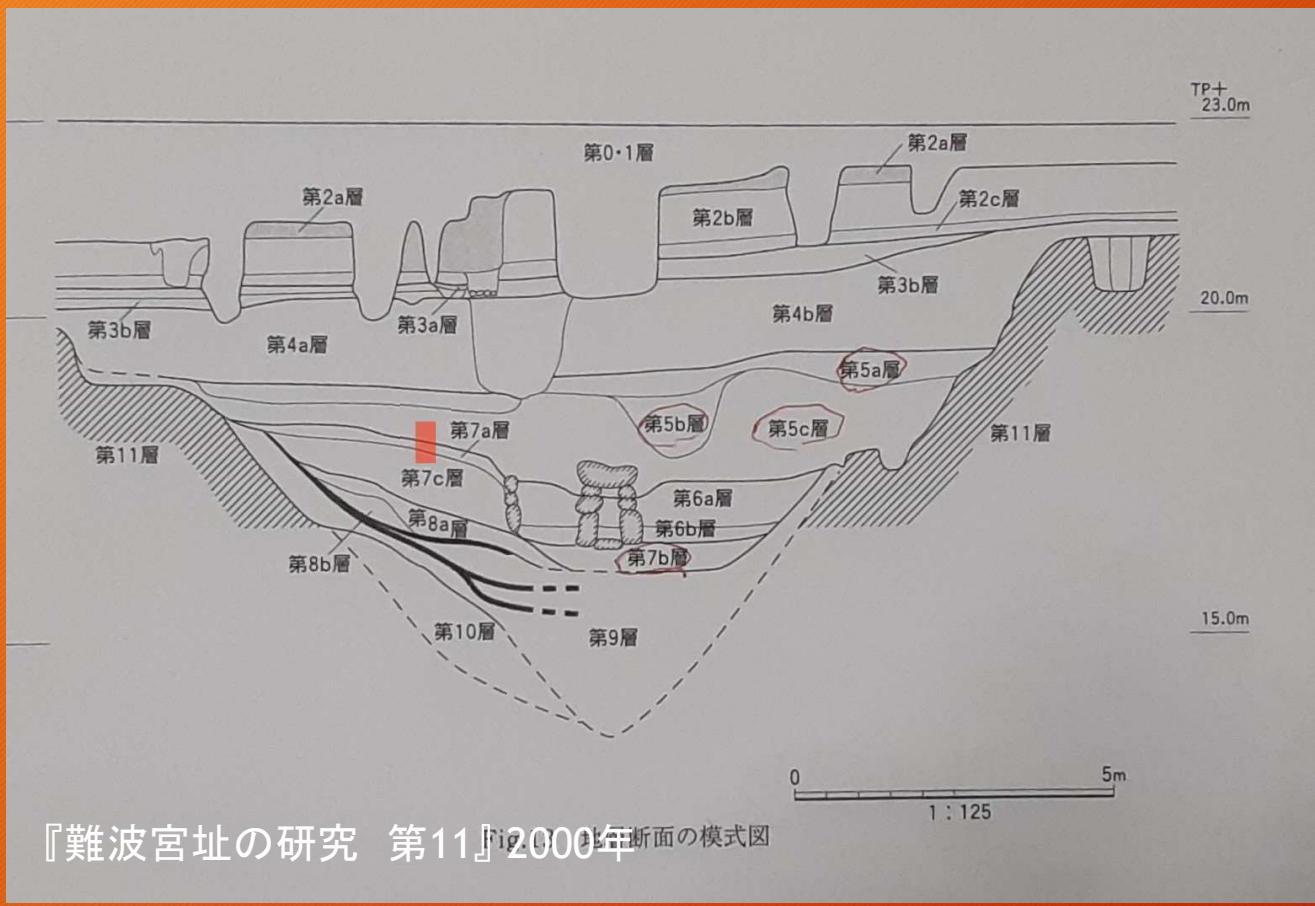 TP+
23.0m
第0・1層
第2a層
第2a層
第2b層
第2c層
第3b層
20.0m
第3b層
第3a層
第4a層
第4b層
第5a層
第5b層
第5c層
第7a層
第11層
第11層
第7c層
第6a層
第8a層
第6b層
第8b層
第7b層
第10層
第9層
15.0m
0
5m
1：125
断面の模式図
『難波宮址の研究　第11』2000年